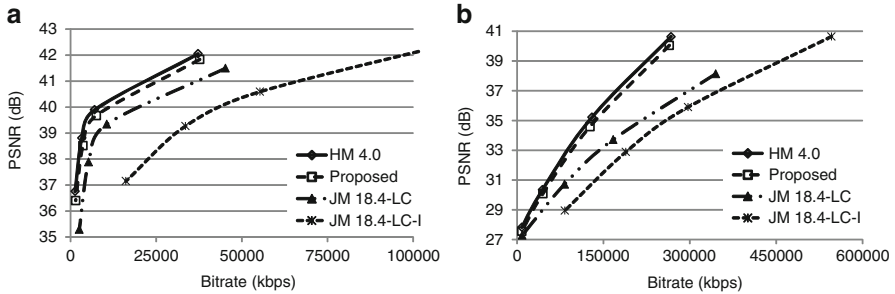 a
43
42
41
40
39
38
37
36
35
PSNR (dB)
0
25000
50000
75000
100000
Bitrate (kbps)
HM 4.0
Proposed
JM 18.4-LC
JM 18.4-LC-I
b
41
39
37
35
33
31
29
27
PSNR (dB)
0
150000
300000
450000
600000
Bitrate (kbps)
HM 4.0
Proposed
JM 18.4-LC
JM 18.4-LC-I